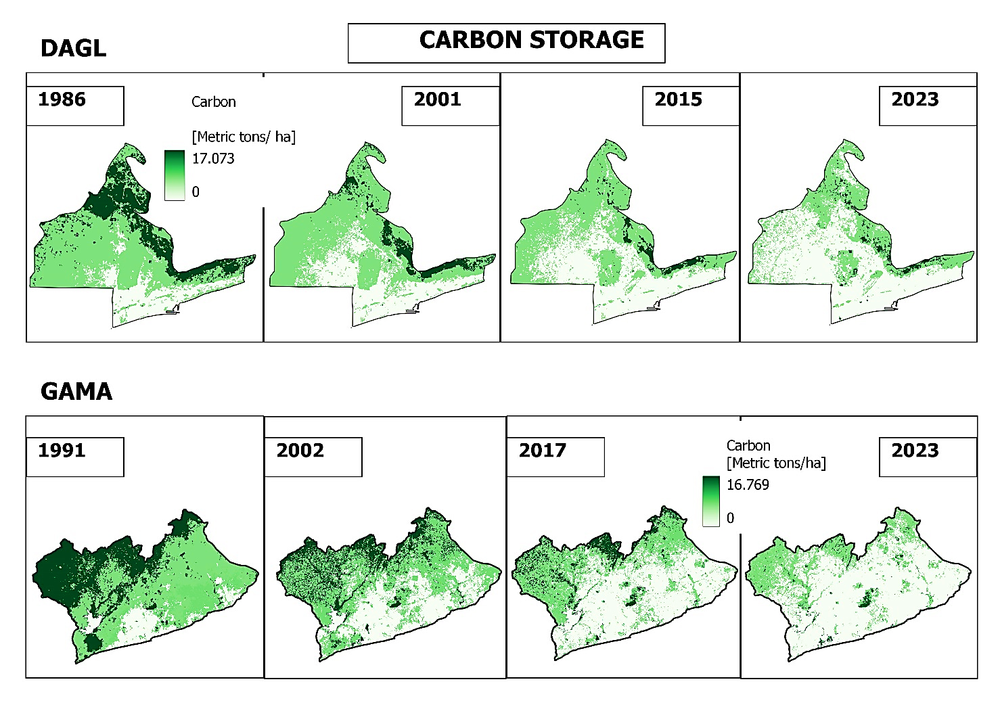 CARBON STORAGE
DAGL
1986
Carbon
[Metric tons/ ha]
17.073
0
2001
2015
2023
GAMA
1991
2002
2017
Carbon
[Metric tons/ha]
16.769
0
2023